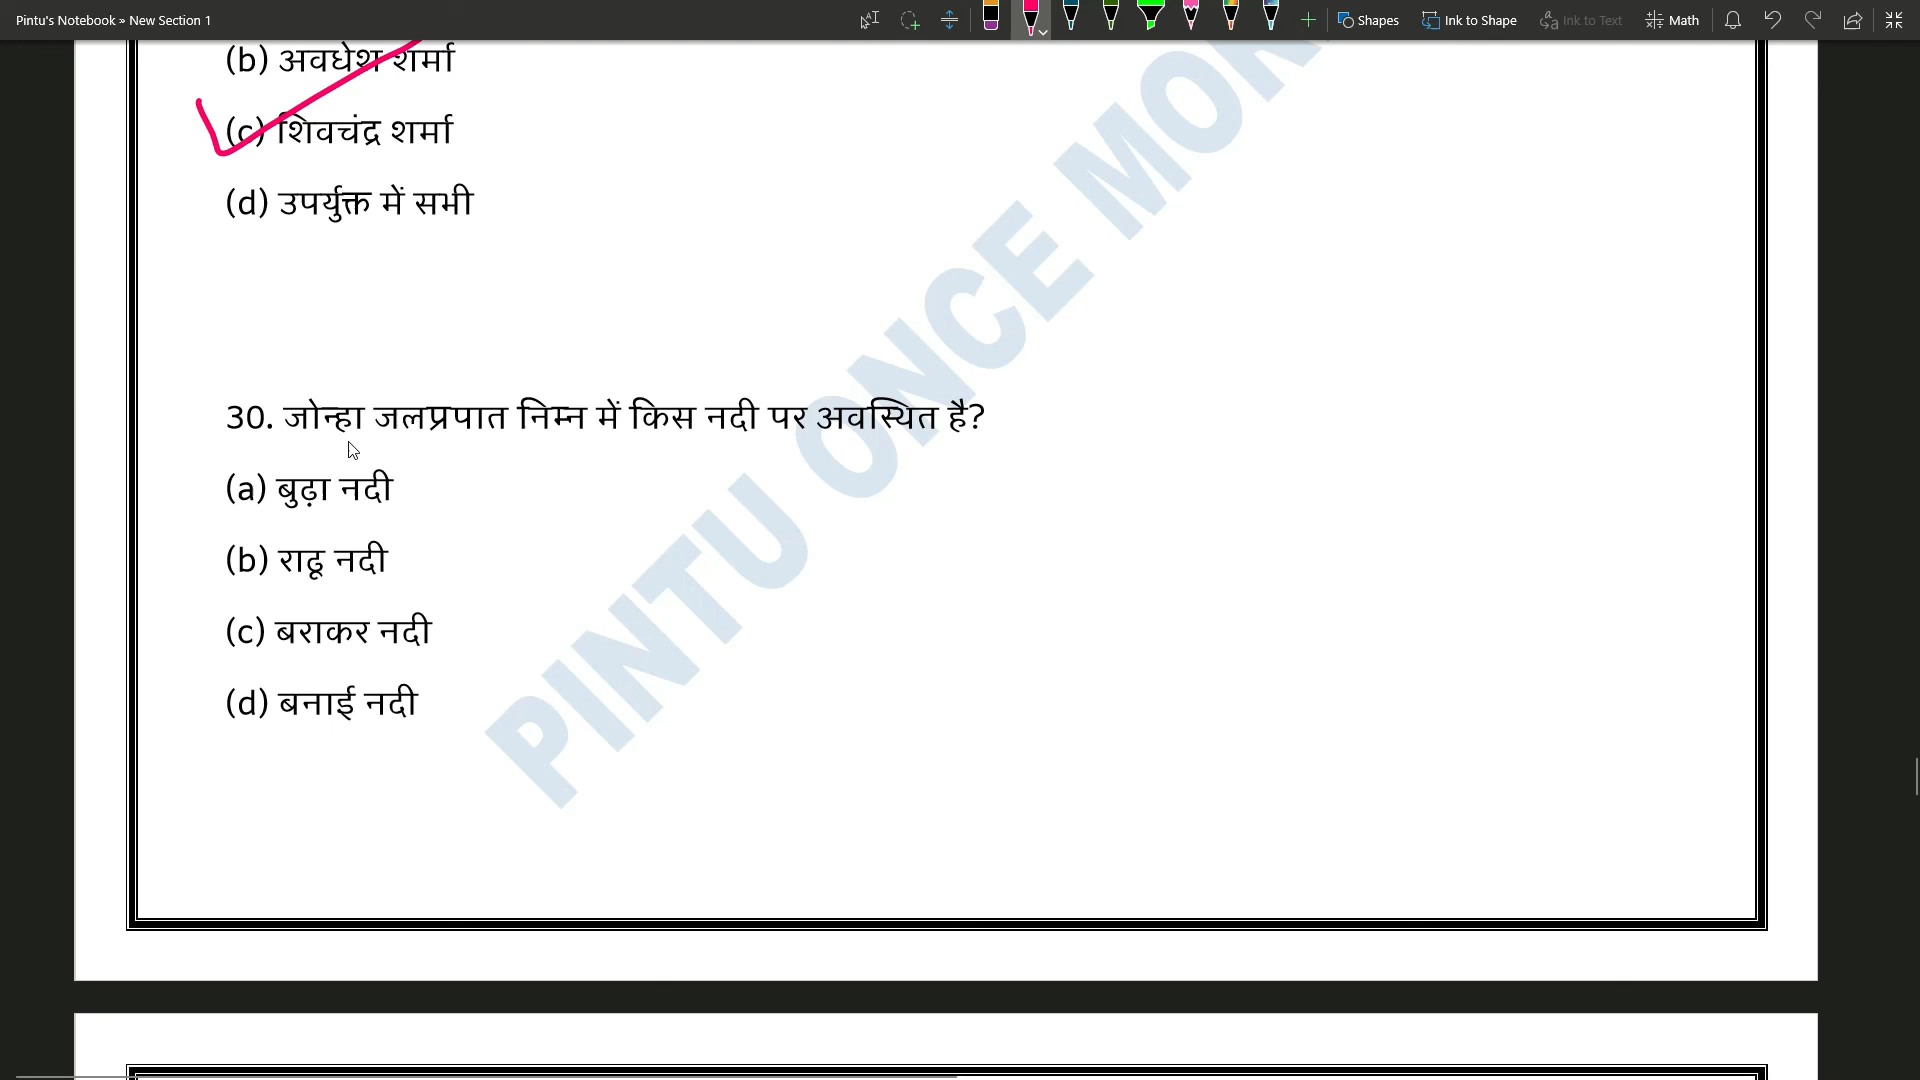 Pintu's Notebook » New Section 1
Shapes
Ink to Shape
Ink to Text
Math
(b) अवधेश शर्मा
(c) शिवचंद्र शर्मा
(d) उपर्युक्त में सभी
30. जोन्हा जलप्रपात निम्न में किस नदी पर अवस्थित है?
(a) बुढ़ा नदी
(b) राढू नदी
(c) बराकर नदी
(d) बनाई नदी
PINTU ONCE MOR